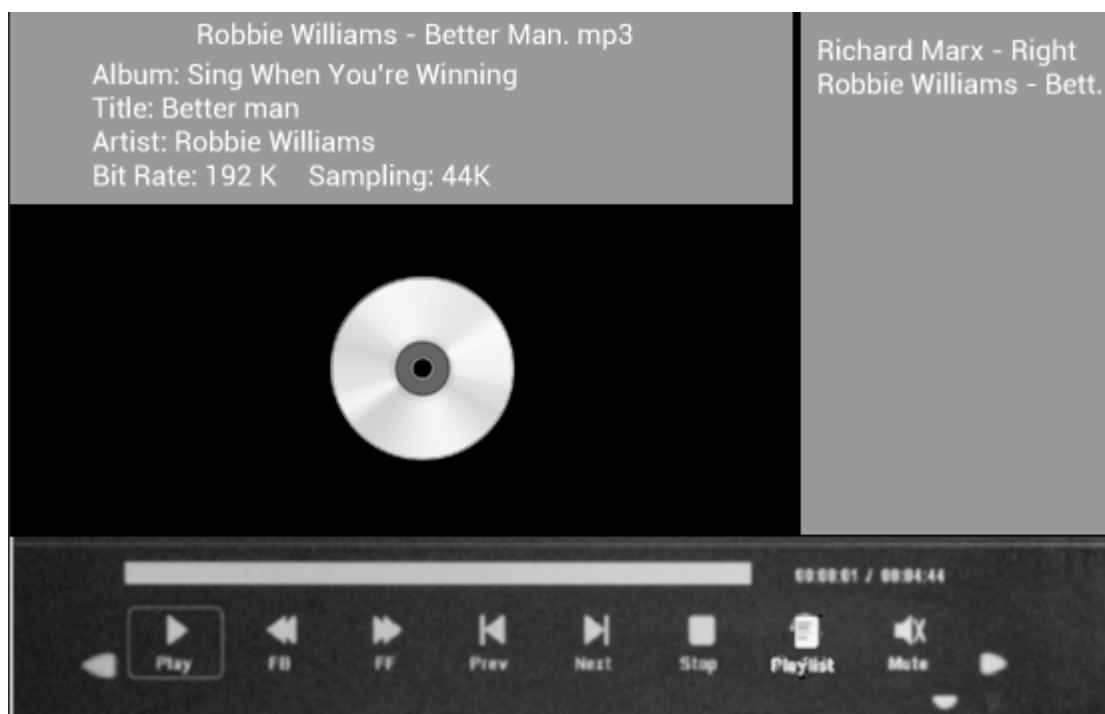 Robbie Williams - Better Man. mp3
Album: Sing When You're Winning
Title: Better man
Artist: Robbie Williams
Bit Rate: 192 K Sampling: 44K
Richard Marx - Right
Robbie Williams - Bett.
00:00:01 / 00:04:44
Play FB FF Prev Next Stop Playlist Mute